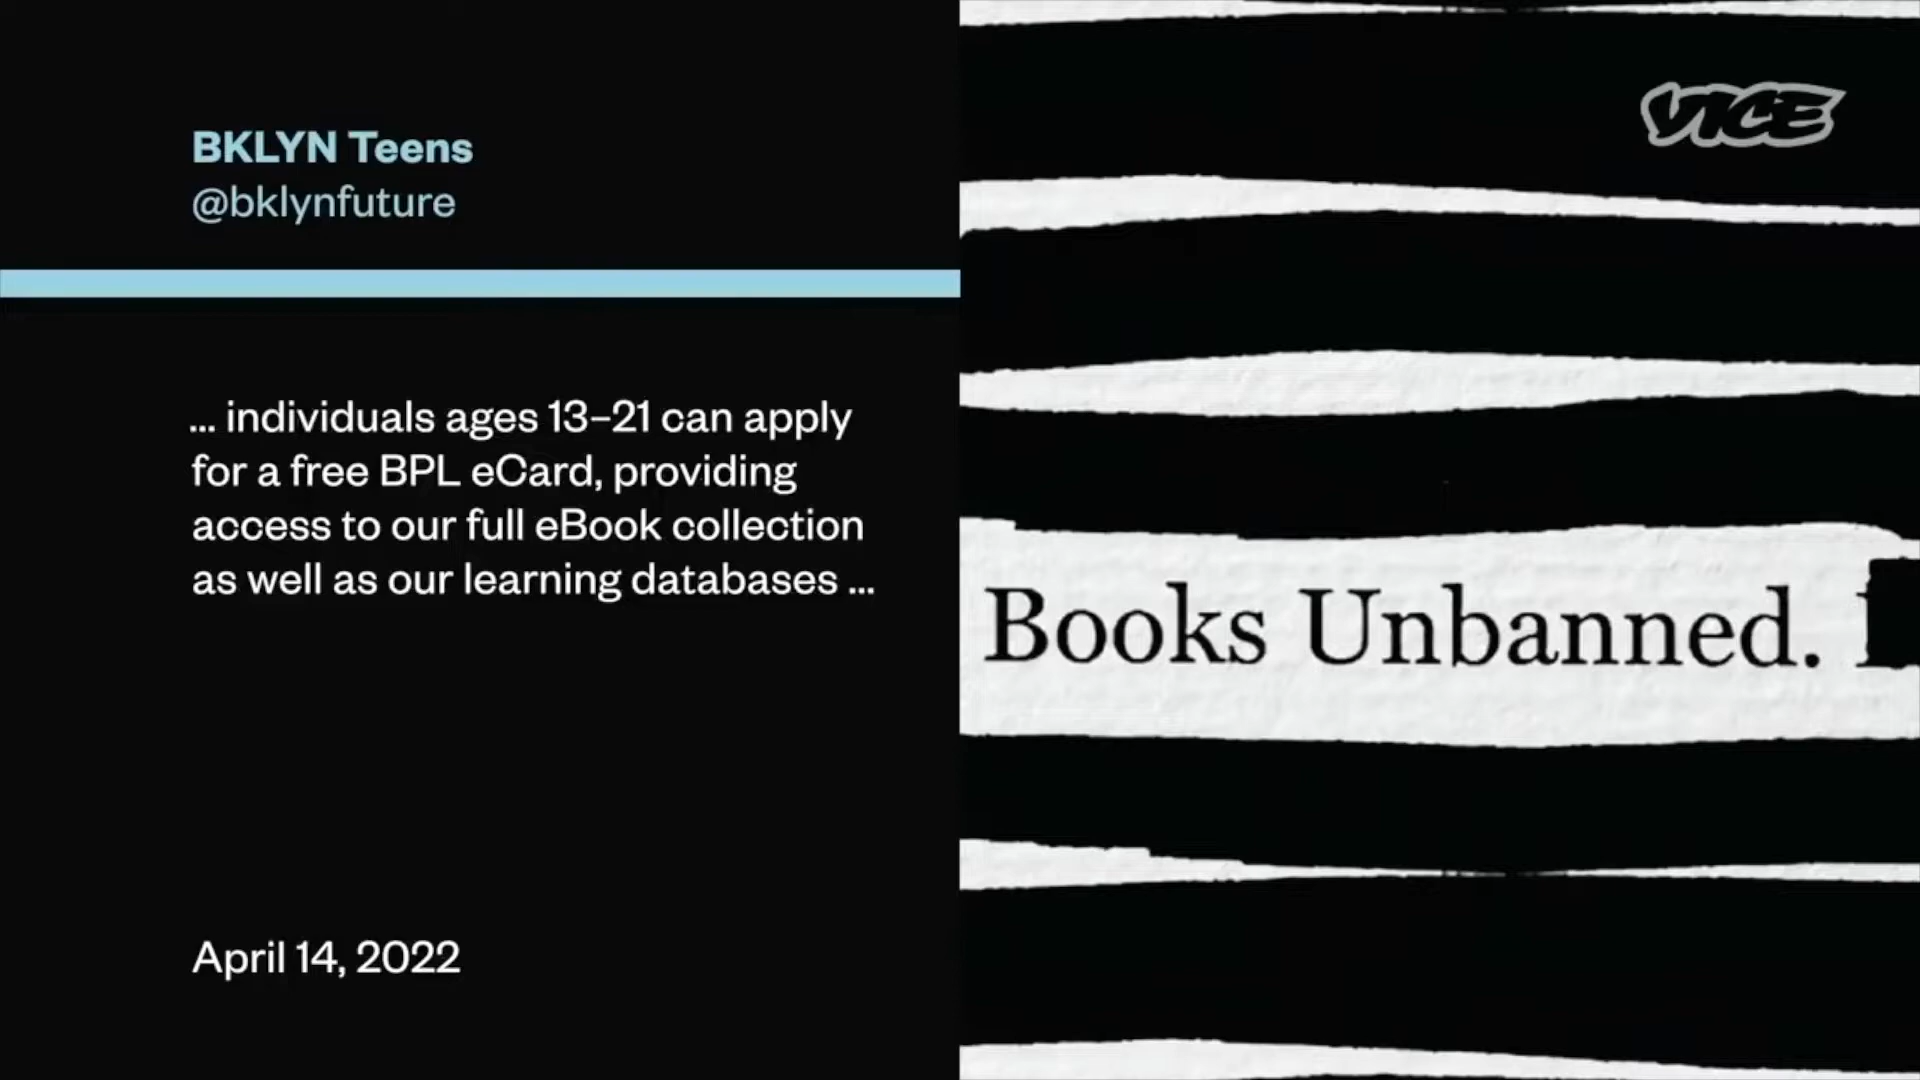 BKLYN Teens
@bklynfuture
... individuals ages 13–21 can apply
for a free BPL eCard, providing
access to our full eBook collection
as well as our learning databases ...
April 14, 2022
VICE
Books Unbanned.